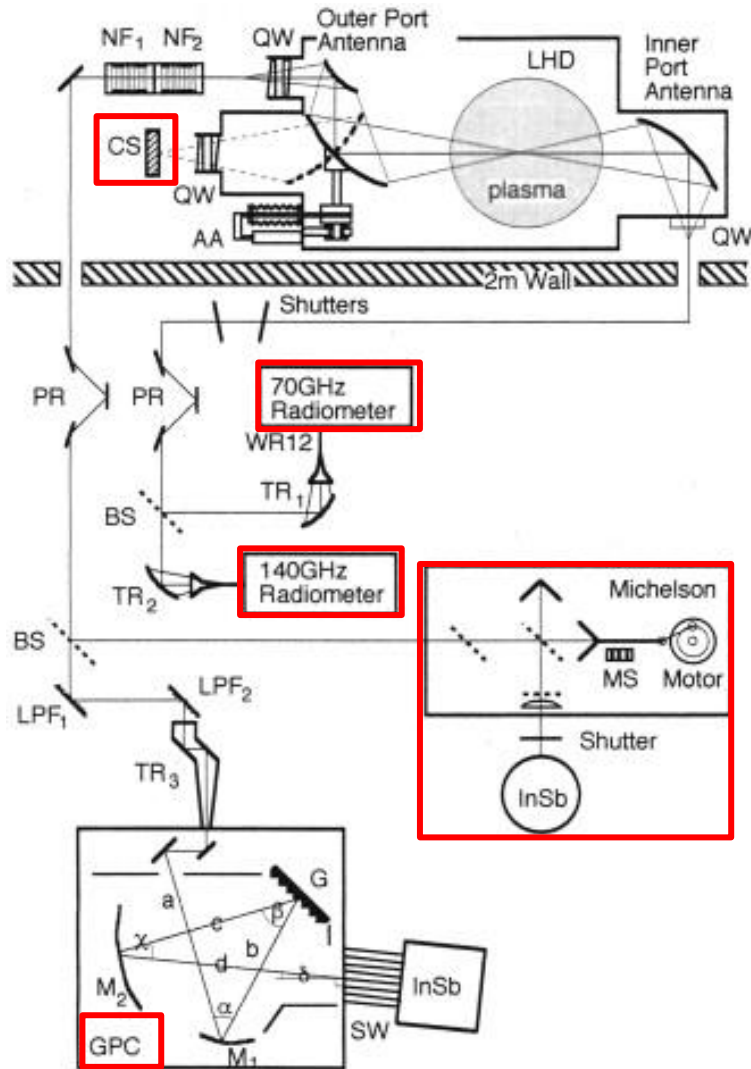 NF1 NF2
QW
Outer Port
Antenna
LHD
Inner
Port
Antenna
CS
QW
plasma
AA
QW
2m Wall
Shutters
PR
PR
70GHz
Radiometer
WR12
TR1
BS
140GHz
Radiometer
TR2
Michelson
BS
MS
Motor
LPF1
LPF2
Shutter
TR3
InSb
G
a
β
c
χ
b
d
δ
M2
α
InSb
SW
GPC
M1